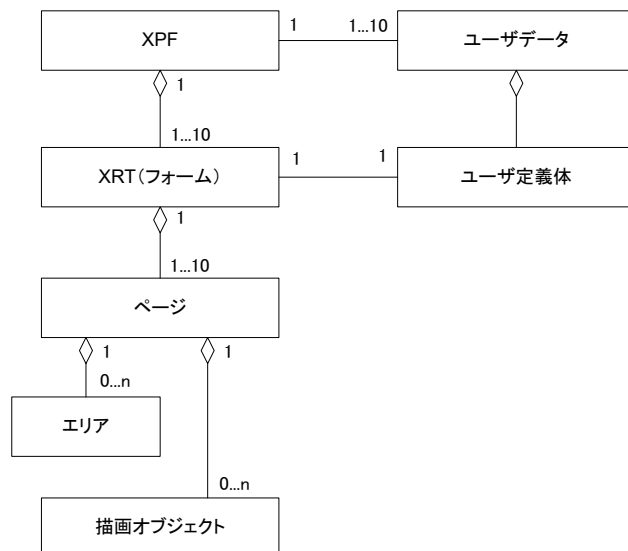 XPF
1
1...10
ユーザデータ
1
1...10
XRT(フォーム)
1
1
ユーザ定義体
1
1...10
ページ
1
1
0...n
エリア
0...n
描画オブジェクト